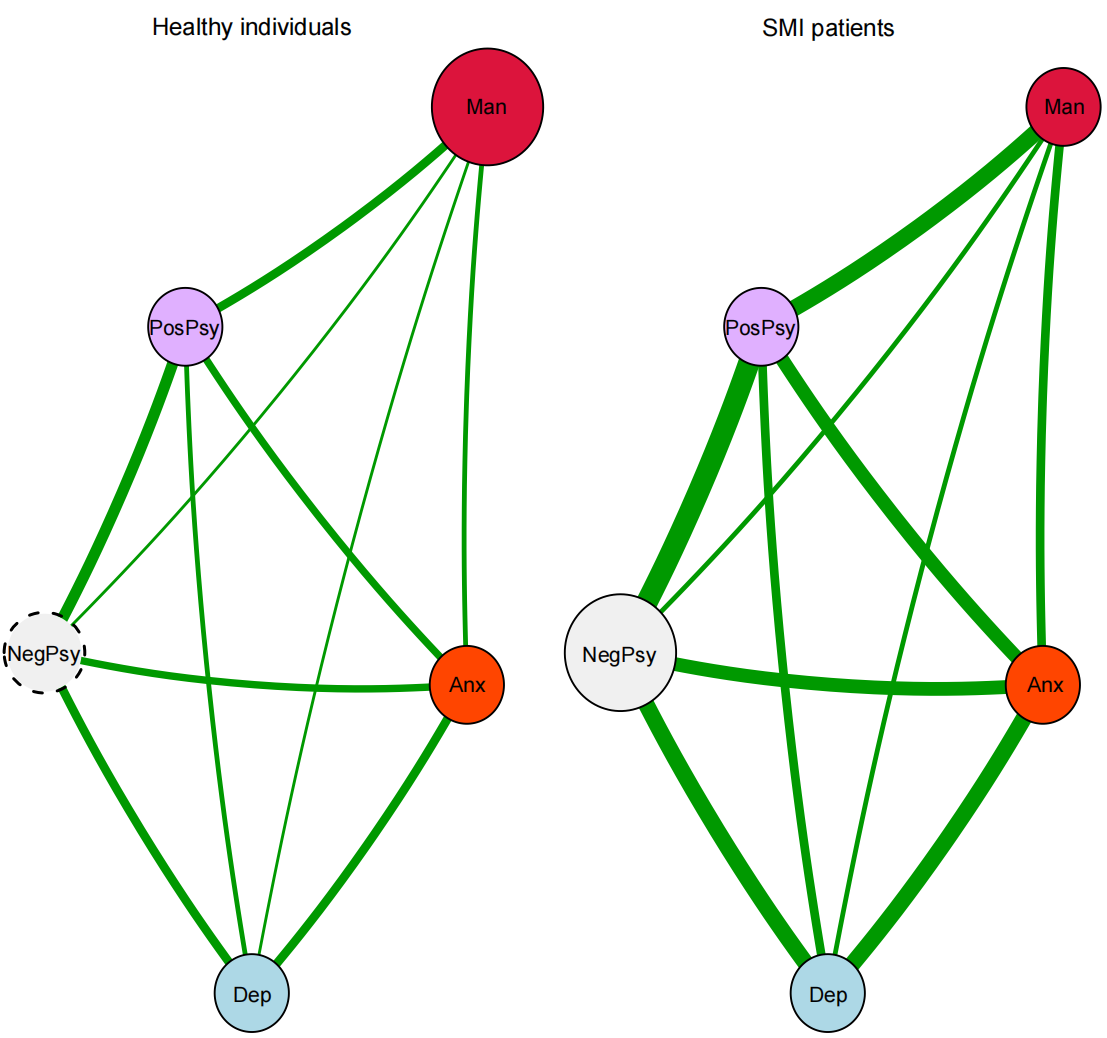 Healthy individuals
Man
PosPsy
NegPsy
Anx
Dep
SMI patients
Man
PosPsy
NegPsy
Anx
Dep